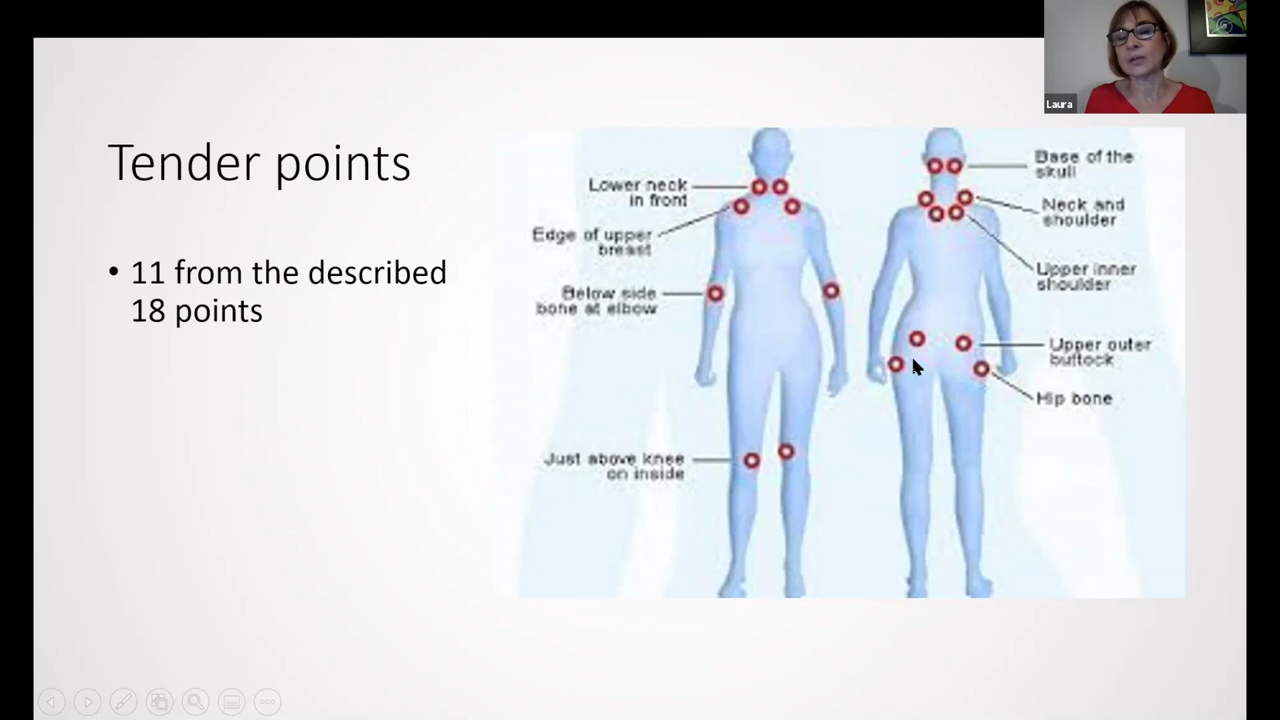 Laura
Tender points
• 11 from the described
18 points
Lower neck
in front
Edge of upper
breast
Below side
bone at elbow
Just above knee
on inside
Base of the
skull
Neck and
shoulder
Upper inner
shoulder
Upper outer
buttock
Hip bone